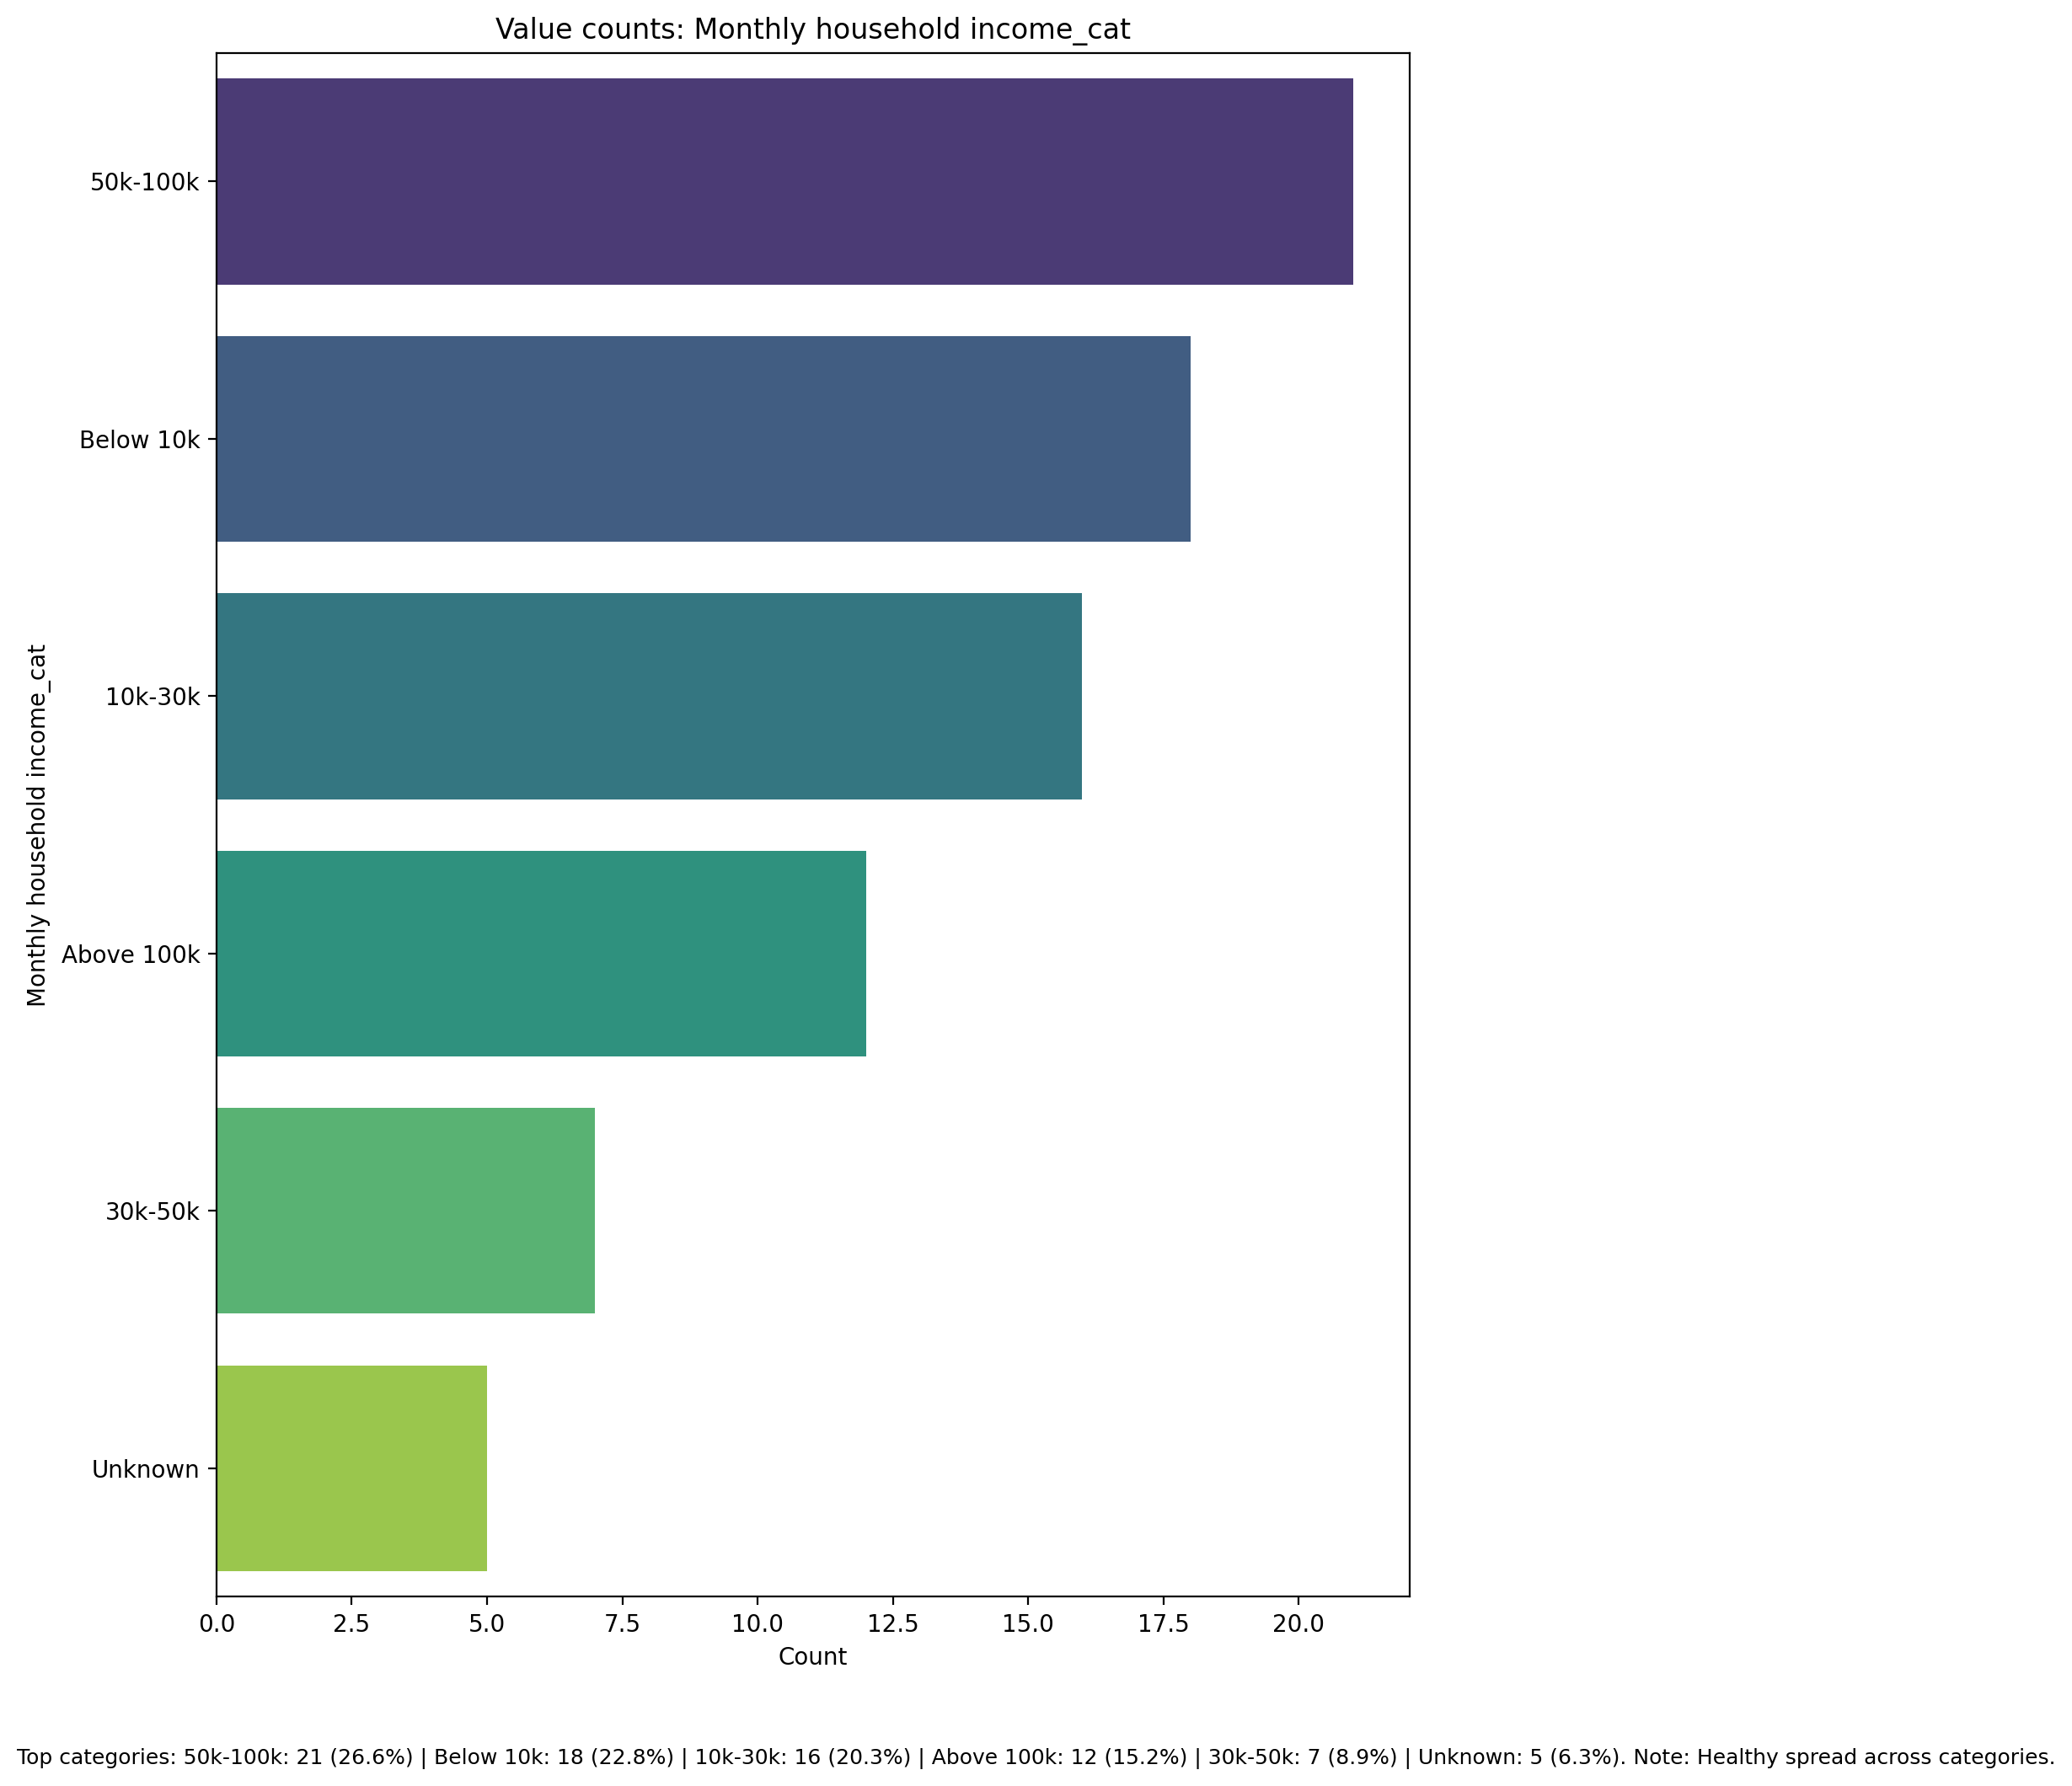 Value counts: Monthly household income_cat
Monthly household income_cat
50k-100k
Below 10k
10k-30k
Above 100k
30k-50k
Unknown
0.0 2.5 5.0 7.5 10.0 12.5 15.0 17.5 20.0
Count
Top categories: 50k-100k: 21 (26.6%) | Below 10k: 18 (22.8%) | 10k-30k: 16 (20.3%) | Above 100k: 12 (15.2%) | 30k-50k: 7 (8.9%) | Unknown: 5 (6.3%). Note: Healthy spread across categories.